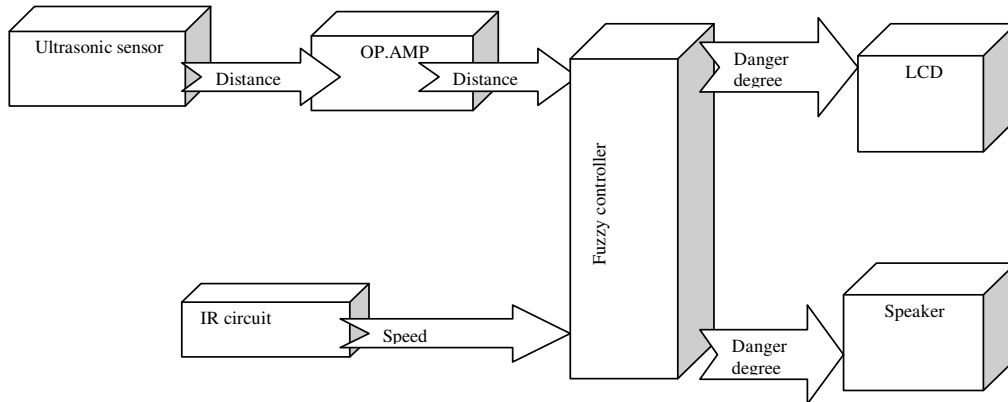 Ultrasonic sensor
Distance
OP.AMP
Distance
Fuzzy controller
Danger
degree
LCD
IR circuit
Speed
Danger
degree
Speaker